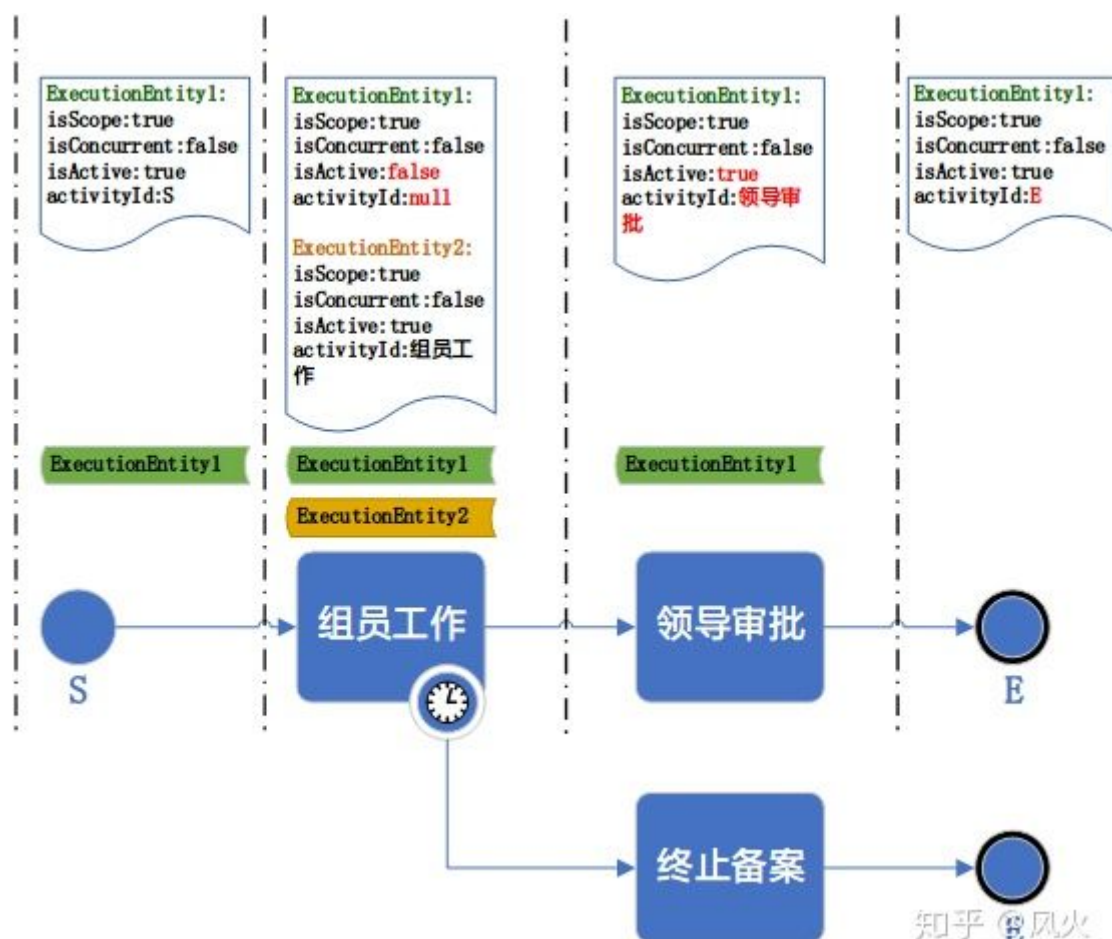 ExecutionEntity1:
isScope:true
isConcurrent:false
isActive:true
activityId:S
ExecutionEntity1:
isScope:true
isConcurrent:false
isActive:false
activityId:null
ExecutionEntity2:
isScope:true
isConcurrent:false
isActive:true
activityId:组员工
作
ExecutionEntity1:
isScope:true
isConcurrent:false
isActive:true
activityId:领导审
批
ExecutionEntity1:
isScope:true
isConcurrent:false
isActive:true
activityId:E
ExecutionEntity1
ExecutionEntity1
ExecutionEntity1
ExecutionEntity2
组员工作
领导审批
S
E
终止备案
E
知乎 @风火